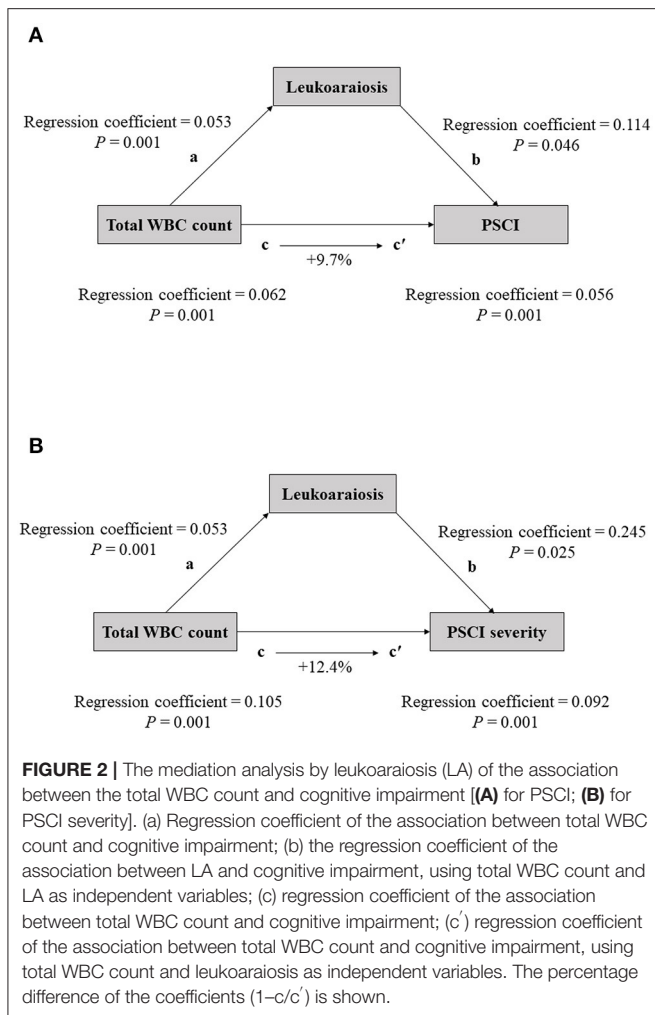 A
Leukoaraiosis
Regression coefficient = 0.053
P = 0.001
a
Regression coefficient = 0.114
P = 0.046
b
Total WBC count
PSCI
c
c′
+9.7%
Regression coefficient = 0.062
P = 0.001
Regression coefficient = 0.056
P = 0.001
B
Leukoaraiosis
Regression coefficient = 0.053
P = 0.001
a
Regression coefficient = 0.245
P = 0.025
b
Total WBC count
PSCI severity
c
c′
+12.4%
Regression coefficient = 0.105
P = 0.001
Regression coefficient = 0.092
P = 0.001
FIGURE 2 | The mediation analysis by leukoaraiosis (LA) of the association
between the total WBC count and cognitive impairment [(A) for PSCI; (B) for
PSCI severity]. (a) Regression coefficient of the association between total WBC
count and cognitive impairment; (b) the regression coefficient of the
association between LA and cognitive impairment, using total WBC count and
LA as independent variables; (c) regression coefficient of the association
between total WBC count and cognitive impairment; (c′) regression coefficient
of the association between total WBC count and cognitive impairment, using
total WBC count and leukoaraiosis as independent variables. The percentage
difference of the coefficients (1–c/c′) is shown.